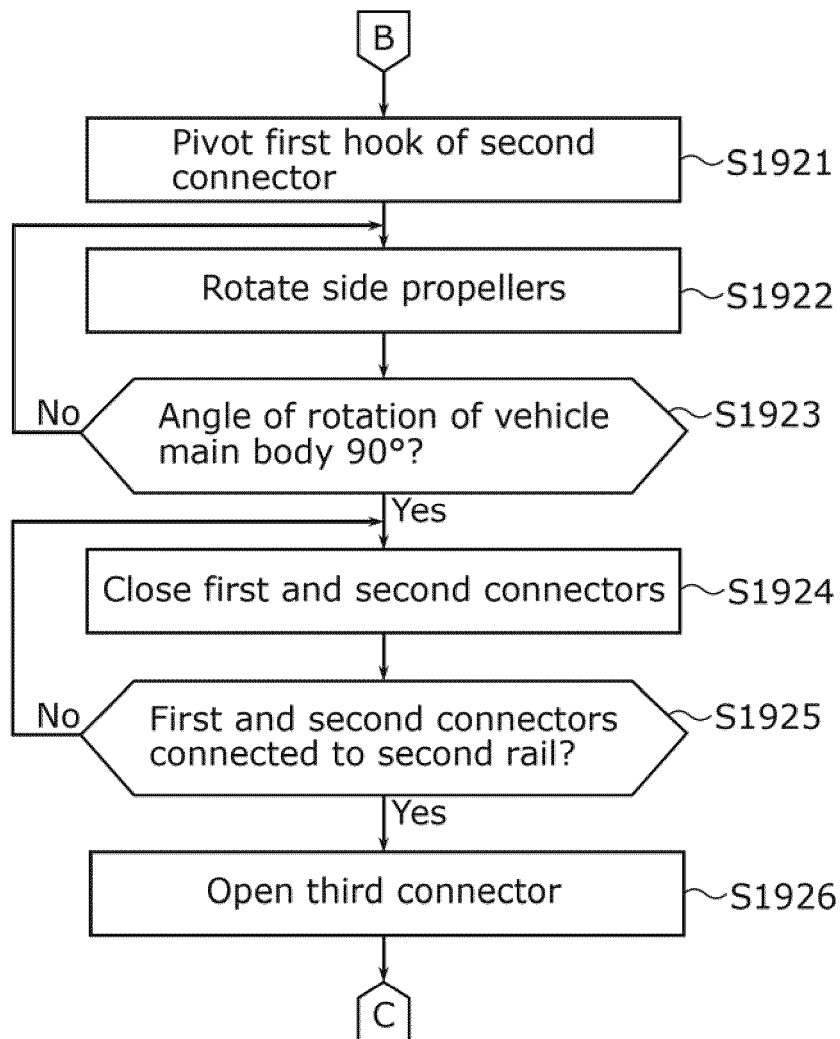 B
Pivot first hook of second
connector
S1921
Rotate side propellers
S1922
No
Angle of rotation of vehicle
main body 90°?
S1923
Yes
Close first and second connectors
S1924
No
First and second connectors
connected to second rail?
S1925
Yes
Open third connector
S1926
C